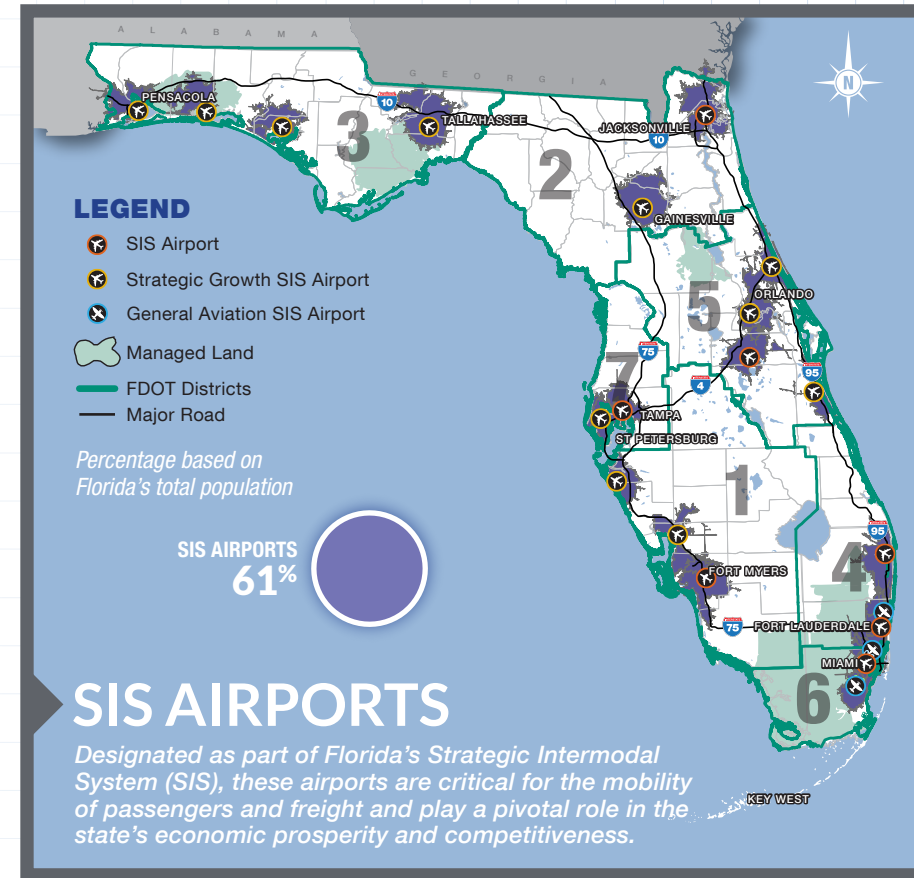 ALABAMA
GEORGIA
N
PENSACOLA
10
TALLAHASSEE
JACKSONVILLE
10
3
2
GAINESVILLE
LEGEND
SIS Airport
Strategic Growth SIS Airport
General Aviation SIS Airport
Managed Land
FDOT Districts
Major Road
ORLANDO
5
75
7
4
95
TAMPA
ST PETERSBURG
Percentage based on
Florida's total population
1
SIS AIRPORTS
61%
95
4
FORT MYERS
75
FORT LAUDERDALE
MIAMI
6
SIS AIRPORTS
Designated as part of Florida's Strategic Intermodal
System (SIS), these airports are critical for the mobility
of passengers and freight and play a pivotal role in the
state's economic prosperity and competitiveness.
KEY WEST